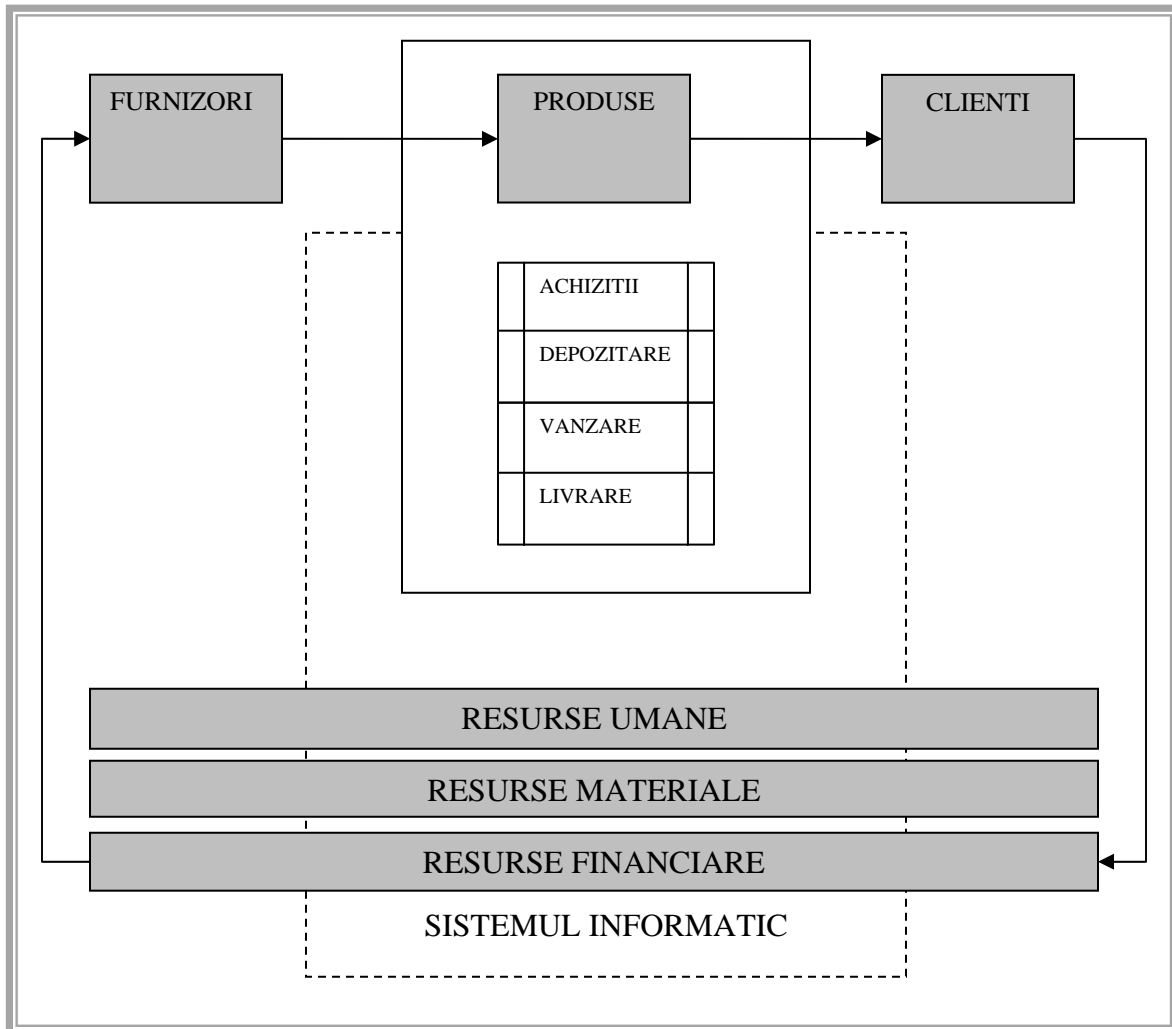 FURNIZORI
PRODUSE
CLIENTI
ACHIZITII
DEPOZITARE
VANZARE
LIVRARE
RESURSE UMANE
RESURSE MATERIALE
RESURSE FINANCIARE
SISTEMUL INFORMATIC